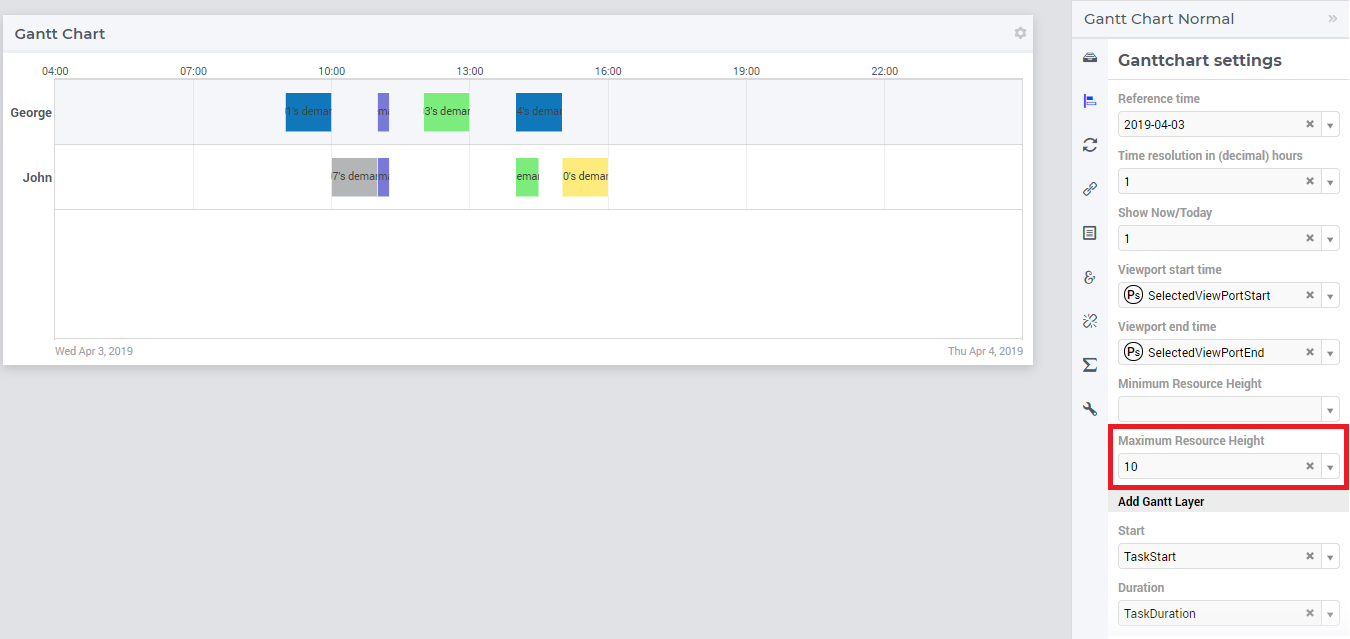 Gantt Chart
04:00 07:00 10:00 13:00 16:00 19:00 22:00
George
1's demar ma 3's demar 4's demar
John
7's demar ma emar 0's demar
Wed Apr 3, 2019 Thu Apr 4, 2019
Gantt Chart Normal »
Ganttchart settings
Reference time
2019-04-03
Time resolution in (decimal) hours
1
Show Now/Today
1
Viewport start time
Ps SelectedViewPortStart
Viewport end time
Ps SelectedViewPortEnd
Minimum Resource Height
Maximum Resource Height
10
Add Gantt Layer
Start
TaskStart
Duration
TaskDuration